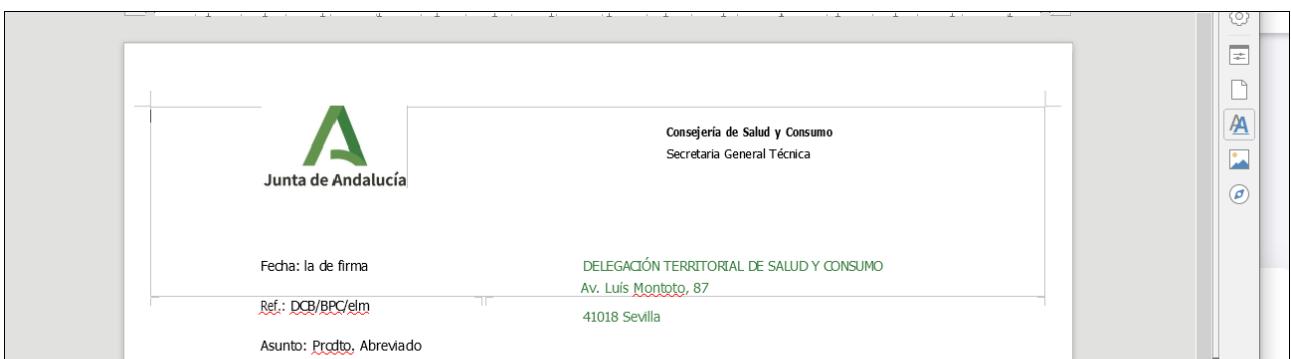 Consejería de Salud y Consumo
Secretaria General Técnica
Junta de Andalucía
Fecha: la de firma
DELEGACIÓN TERRITORIAL DE SALUD Y CONSUMO
Av. Luís Montoto, 87
Ref.: DCB/BPC/elm
41018 Sevilla
Asunto: Prodto. Abreviado